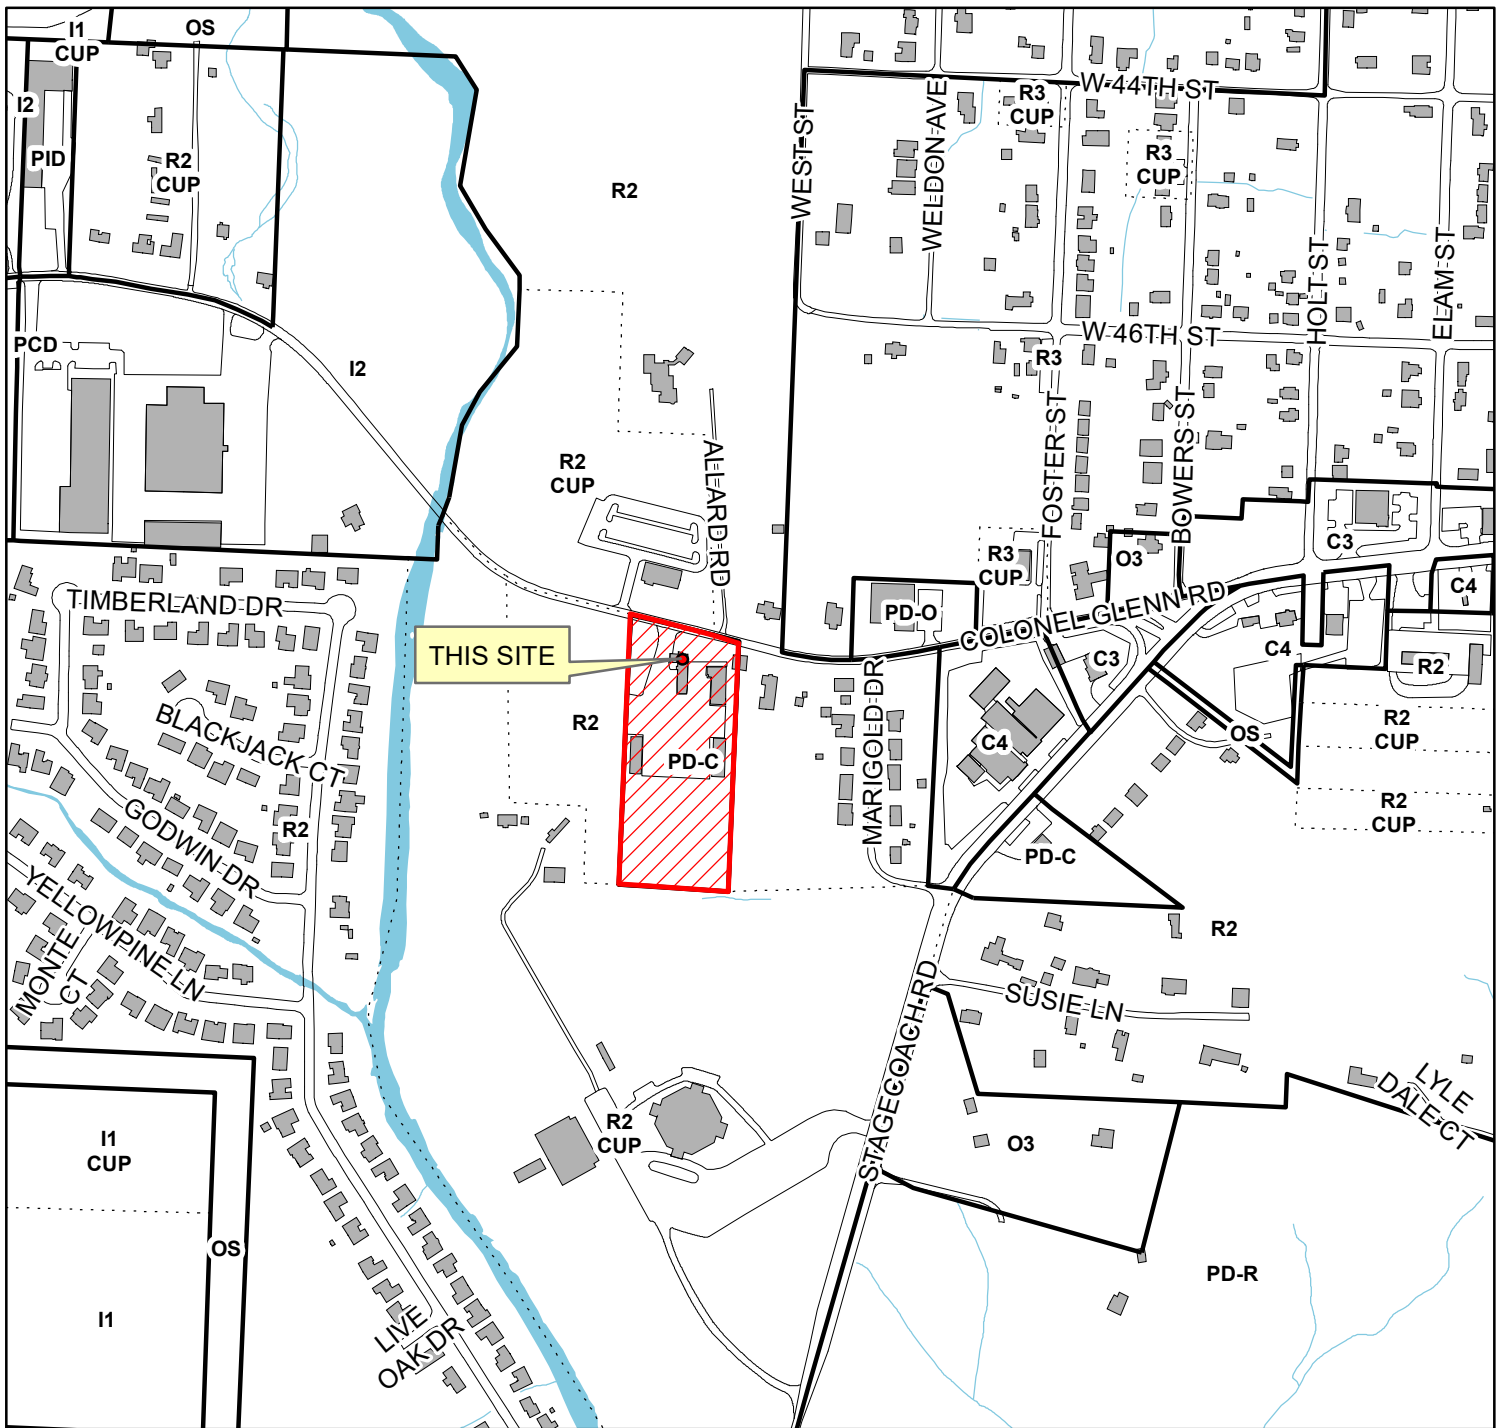 I1
CUP
OS
I2
PID
R2
CUP
R2
WEST ST
WELDON AVE
R3
CUP
W 44TH ST
R3
CUP
HOLT ST
ELAM ST
PCD
I2
W 46TH ST
R3
R2
CUP
ALLARD RD
FOSTER ST
BOWERS ST
C3
R3
CUP
O3
C4
TIMBERLAND DR
PD-O
COLONEL GLENN RD
THIS SITE
C3
C4
R2
BLACKJACK CT
R2
PD-C
MARIGOLD DR
C4
OS
R2
CUP
GODWIN DR
R2
R2
CUP
PD-C
YELLOWPINE LN
MONTE
CT
R2
STAGECOACH RD
SUSIE LN
LYLE
DALE CT
I1
CUP
R2
CUP
O3
OS
PD-R
I1
LIVE
OAK DR